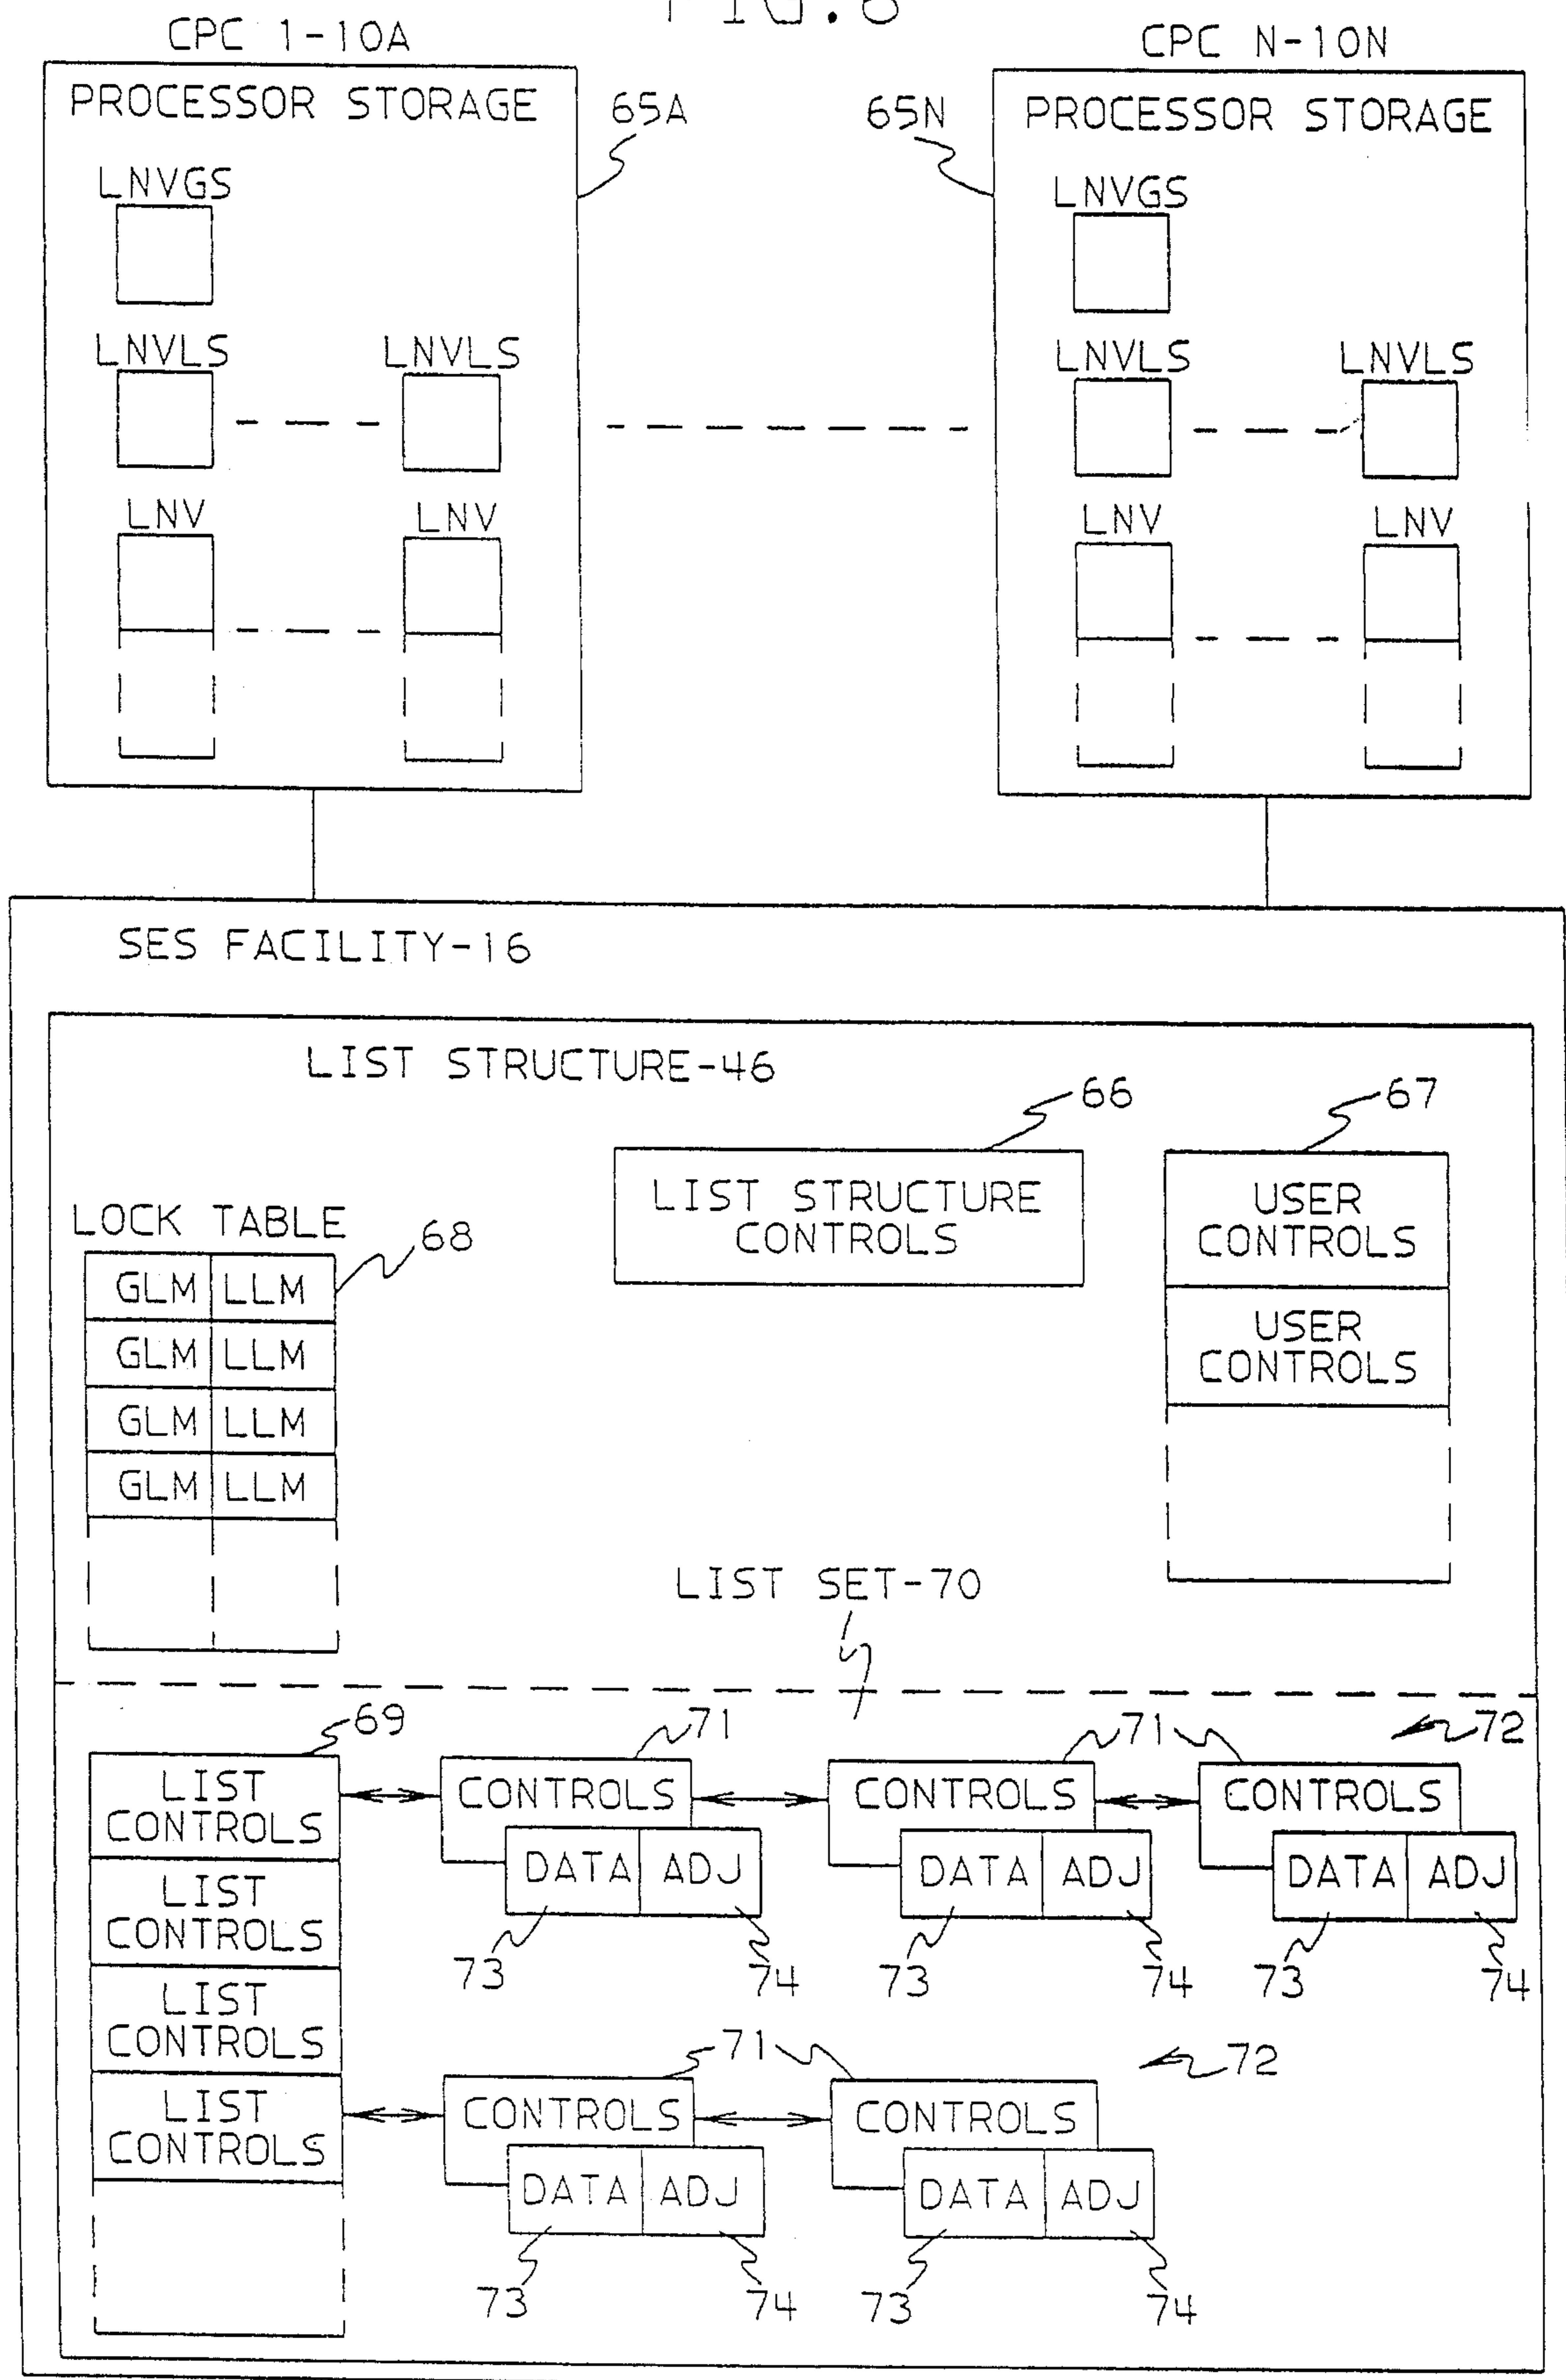 CPC 1-10A
PROCESSOR STORAGE
65A
LNVGS
LNVLS LNVLS
LNV LNV
CPC N-10N
65N
PROCESSOR STORAGE
LNVGS
LNVLS LNVLS
LNV LNV
SES FACILITY-16
LIST STRUCTURE-46
66
67
LIST STRUCTURE
CONTROLS
USER
CONTROLS
USER
CONTROLS
LOCK TABLE
68
GLM LLM
GLM LLM
GLM LLM
GLM LLM
LIST SET-70
69
71
71
72
LIST
CONTROLS
CONTROLS
CONTROLS
CONTROLS
DATA ADJ
DATA ADJ
DATA ADJ
LIST
CONTROLS
73
74
73
74
73
74
LIST
CONTROLS
71
72
LIST
CONTROLS
CONTROLS
CONTROLS
DATA ADJ
DATA ADJ
73
74
73
74